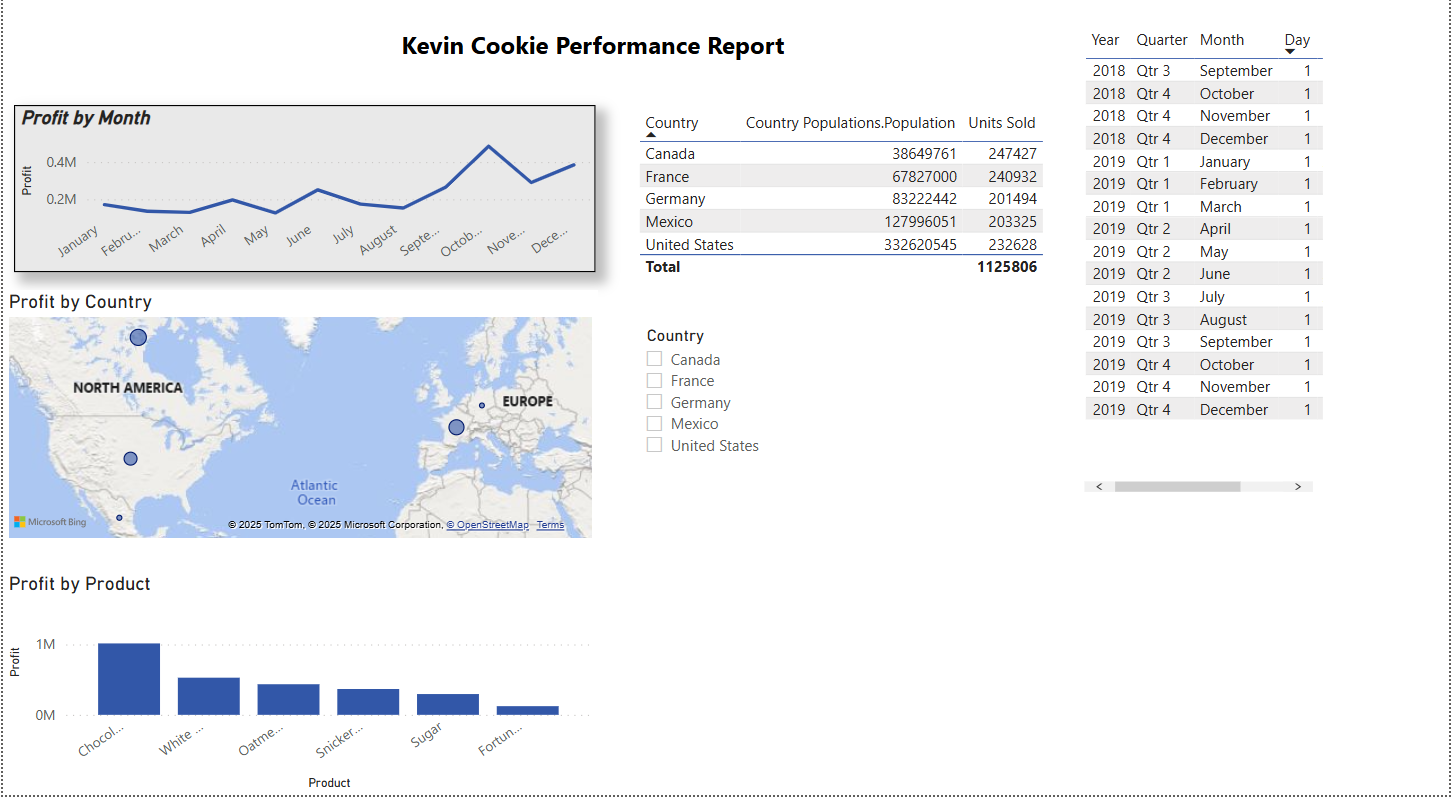 Kevin Cookie Performance Report
Profit by Month
Profit
0.4M
0.2M
January
Febru...
March
April
May
June
July
August
Septe...
Octob...
Nove...
Dece...
Profit by Country
NORTH AMERICA
EUROPE
Atlantic
Ocean
Microsoft Bing
© 2025 TomTom, © 2025 Microsoft Corporation, © OpenStreetMap Terms
Profit by Product
Profit
1M
0M
Chocol...
White ...
Oatme...
Snicker...
Sugar
Fortun...
Product
Country Country Populations.Population Units Sold
Canada 38649761 247427
France 67827000 240932
Germany 83222442 201494
Mexico 127996051 203325
United States 332620545 232628
Total 1125806
Country
Canada
France
Germany
Mexico
United States
Year Quarter Month Day
2018 Qtr 3 September 1
2018 Qtr 4 October 1
2018 Qtr 4 November 1
2018 Qtr 4 December 1
2019 Qtr 1 January 1
2019 Qtr 1 February 1
2019 Qtr 1 March 1
2019 Qtr 2 April 1
2019 Qtr 2 May 1
2019 Qtr 2 June 1
2019 Qtr 3 July 1
2019 Qtr 3 August 1
2019 Qtr 3 September 1
2019 Qtr 4 October 1
2019 Qtr 4 November 1
2019 Qtr 4 December 1